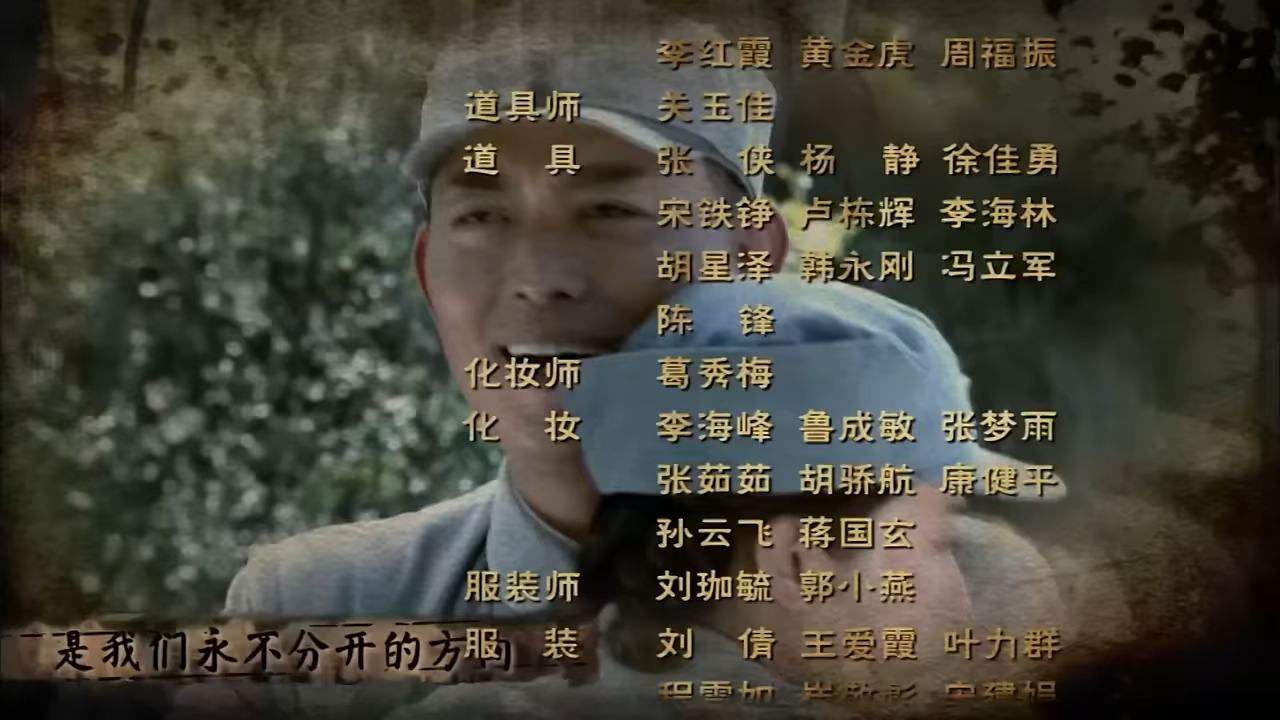 李红霞 黄金虎 周福振
道具师 关玉佳
道 具 张 侠 杨 静 徐佳勇
宋铁铮 卢栋辉 李海林
胡星泽 韩永刚 冯立军
陈 锋
化妆师 葛秀梅
化 妆 李海峰 鲁成敏 张梦雨
张茹茹 胡骄航 康健平
孙云飞 蒋国玄
服装师 刘珈毓 郭小燕
服 装 刘 倩 王爱霞 叶力群
是我们永不分开的方向